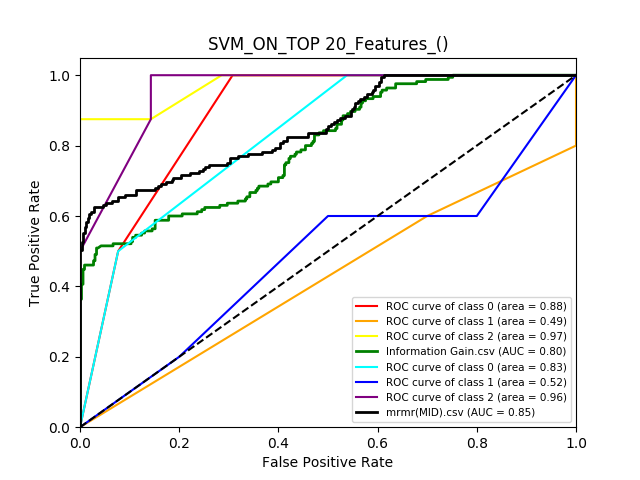 SVM_ON_TOP 20_Features_()
True Positive Rate
1.0
0.8
0.6
0.4
0.2
0.0
ROC curve of class 0 (area = 0.88)
ROC curve of class 1 (area = 0.49)
ROC curve of class 2 (area = 0.97)
Information Gain.csv (AUC = 0.80)
ROC curve of class 0 (area = 0.83)
ROC curve of class 1 (area = 0.52)
ROC curve of class 2 (area = 0.96)
mrmr(MID).csv (AUC = 0.85)
0.0 0.2 0.4 0.6 0.8 1.0
False Positive Rate